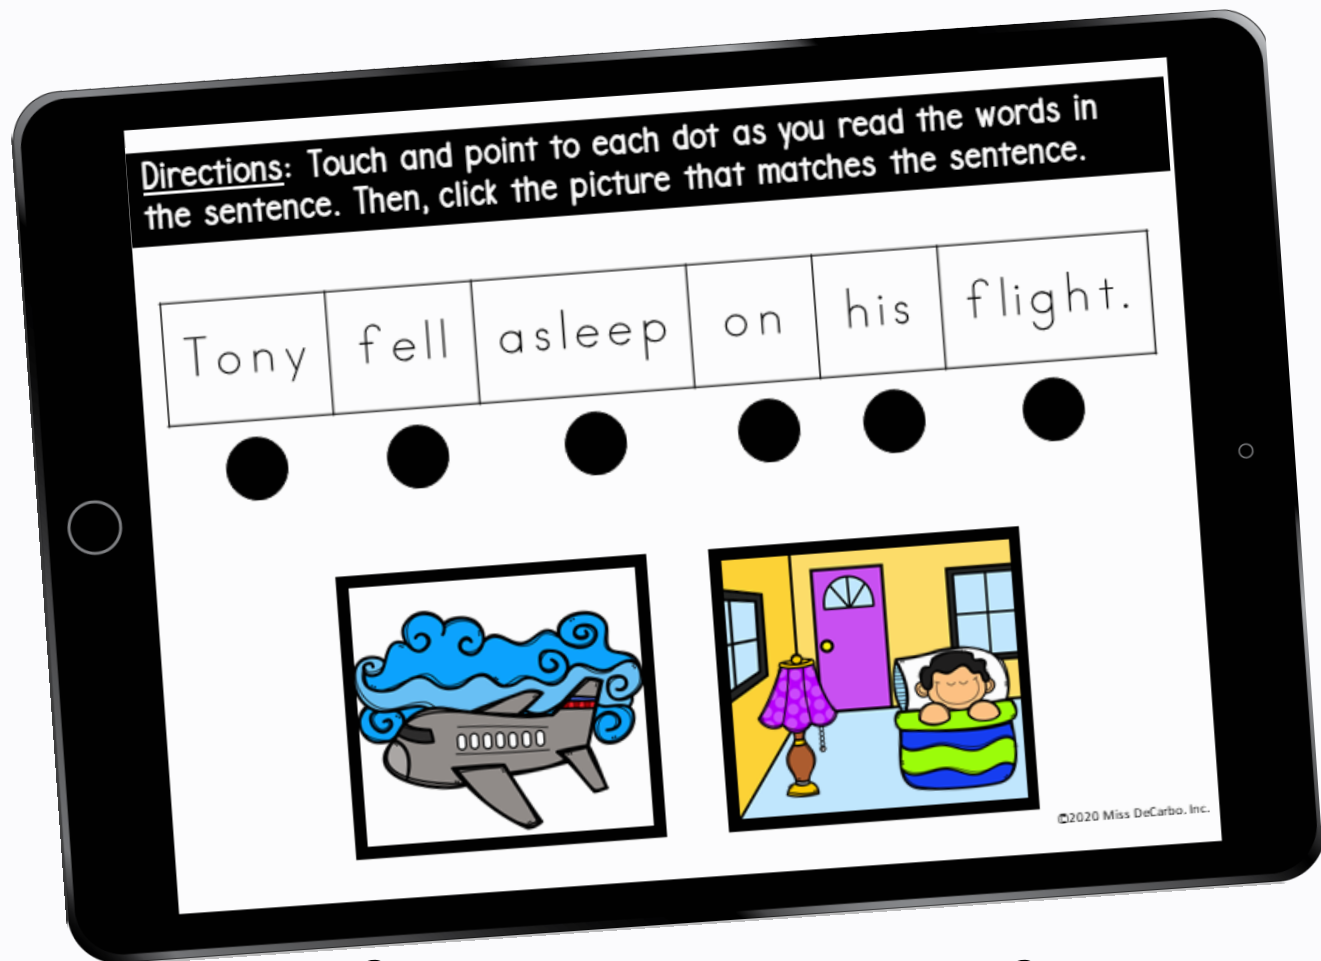 Directions: Touch and point to each dot as you read the words in
the sentence. Then, click the picture that matches the sentence.
Tony fell asleep on his flight.
©2020 Miss DeCarbo, Inc.